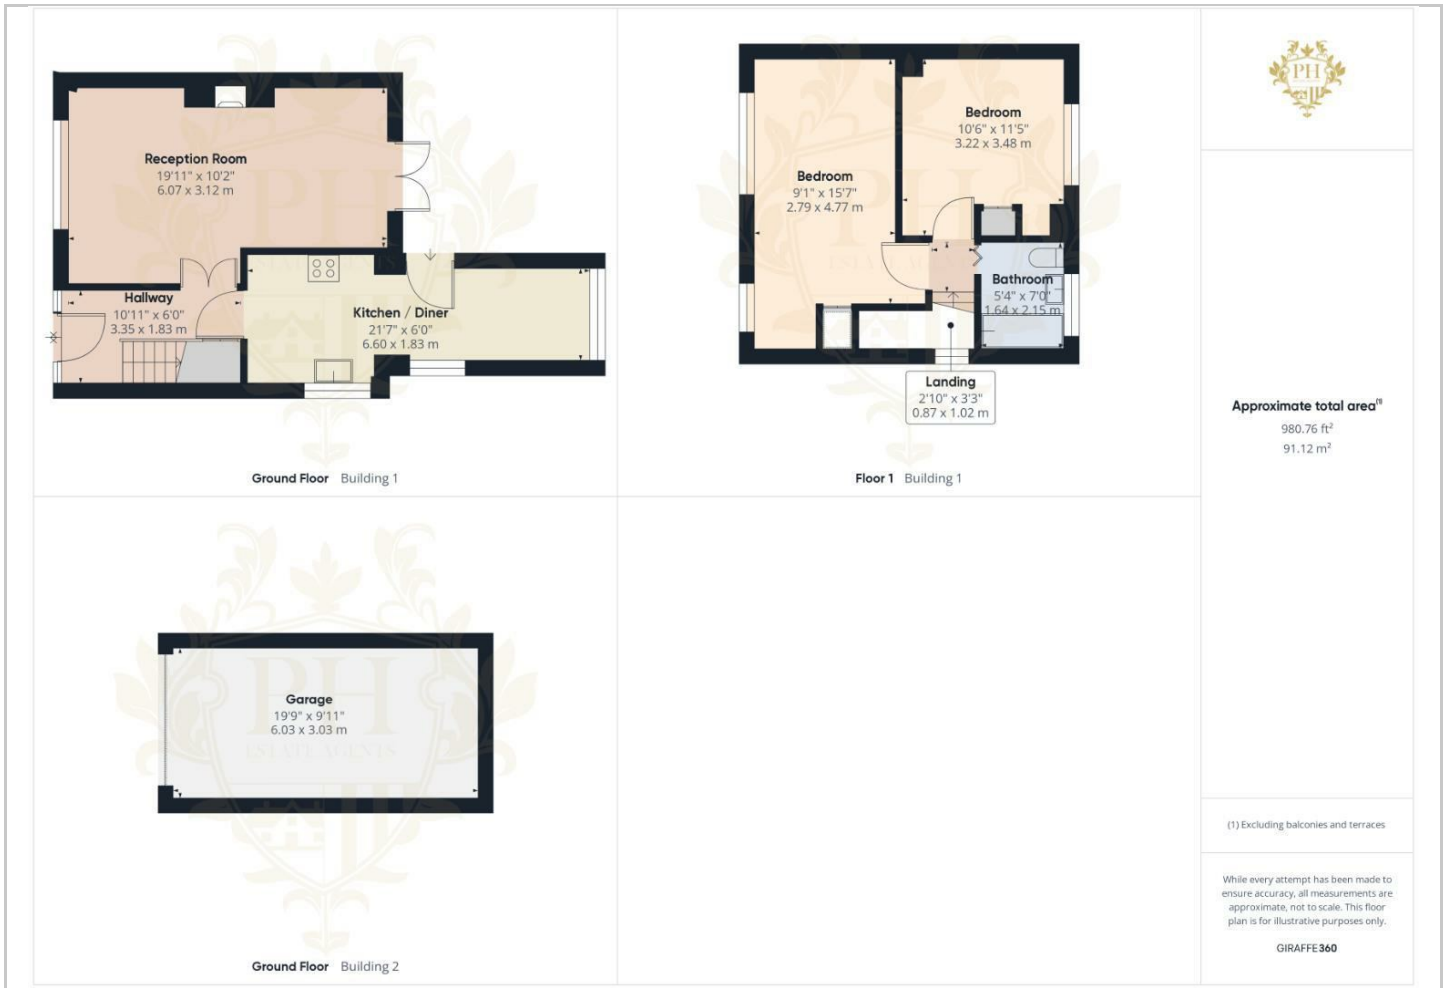 Reception Room
19'11" x 10'2"
6.07 x 3.12 m
Hallway
10'11" x 6'0"
3.35 x 1.83 m
Kitchen / Diner
21'7" x 6'0"
6.60 x 1.83 m
Ground Floor Building 1
Bedroom
10'6" x 11'5"
3.22 x 3.48 m
Bedroom
9'1" x 15'7"
2.79 x 4.77 m
Bathroom
5'4" x 7'0"
1.64 x 2.15 m
Landing
2'10" x 3'3"
0.87 x 1.02 m
Floor 1 Building 1
Garage
19'9" x 9'11"
6.03 x 3.03 m
PH
ESTATE AGENTS
Ground Floor Building 2
PH
Approximate total area(1)
980.76 ft²
91.12 m²
(1) Excluding balconies and terraces
While every attempt has been made to
ensure accuracy, all measurements are
approximate, not to scale. This floor
plan is for illustrative purposes only.
GIRAFFE360